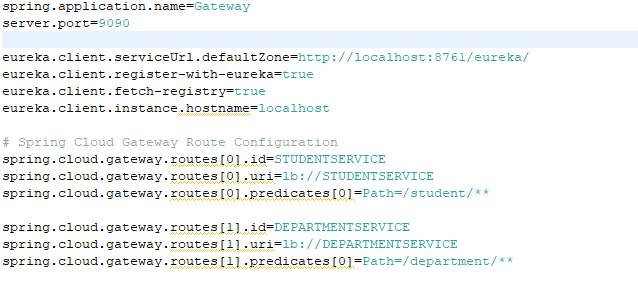 spring.application.name=Gateway
server.port=9090
eureka.client.serviceUrl.defaultZone=http://localhost:8761/eureka/
eureka.client.register-with-eureka=true
eureka.client.fetch-registry=true
eureka.client.instance.hostname=localhost
# Spring Cloud Gateway Route Configuration
spring.cloud.gateway.routes[0].id=STUDENTSERVICE
spring.cloud.gateway.routes[0].uri=lb://STUDENTSERVICE
spring.cloud.gateway.routes[0].predicates[0]=Path=/student/**
spring.cloud.gateway.routes[1].id=DEPARTMENTSERVICE
spring.cloud.gateway.routes[1].uri=lb://DEPARTMENTSERVICE
spring.cloud.gateway.routes[1].predicates[0]=Path=/department/**